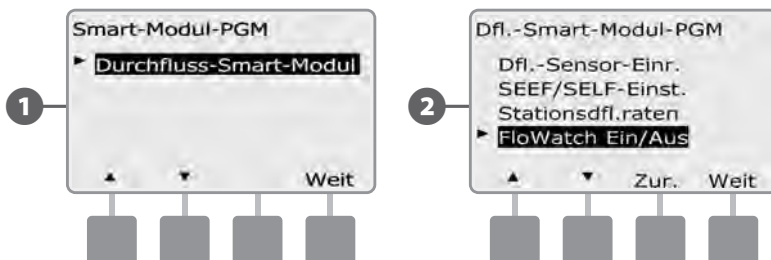 1
Smart-Modul-PGM
Durchfluss-Smart-Modul
Weit
2
Dfl.-Smart-Modul-PGM
Dfl.-Sensor-Einr.
SEEF/SELF-Einst.
Stationsdfl.raten
FloWatch Ein/Aus
Zur. Weit